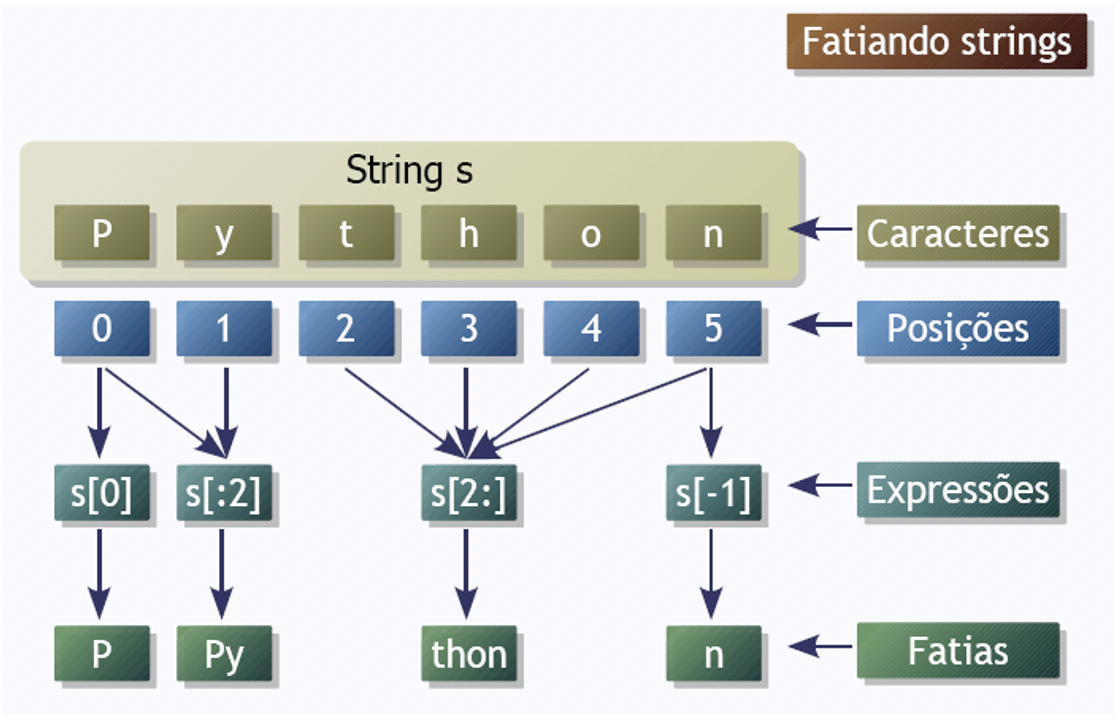 Fatiando strings
String s
P y t h o n Caracteres
0 1 2 3 4 5 Posições
s[0] s[:2] s[2:] s[-1] Expressões
P Py thon n Fatias